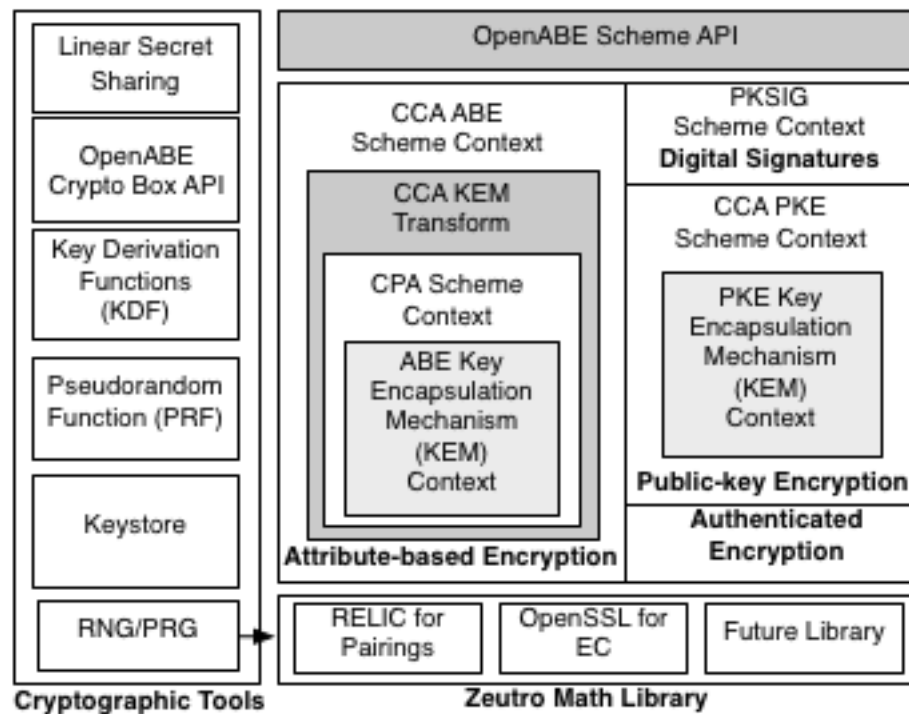 Linear Secret
Sharing
OpenABE
Crypto Box API
Key Derivation
Functions
(KDF)
Pseudorandom
Function (PRF)
Keystore
RNG/PRG
Cryptographic Tools
OpenABE Scheme API
CCA ABE
Scheme Context
CCA KEM
Transform
CPA Scheme
Context
ABE Key
Encapsulation
Mechanism
(KEM)
Context
Attribute-based Encryption
PKSIG
Scheme Context
Digital Signatures
CCA PKE
Scheme Context
PKE Key
Encapsulation
Mechanism
(KEM)
Context
Public-key Encryption
Authenticated
Encryption
RELIC for
Pairings
OpenSSL for
EC
Future Library
Zeutro Math Library